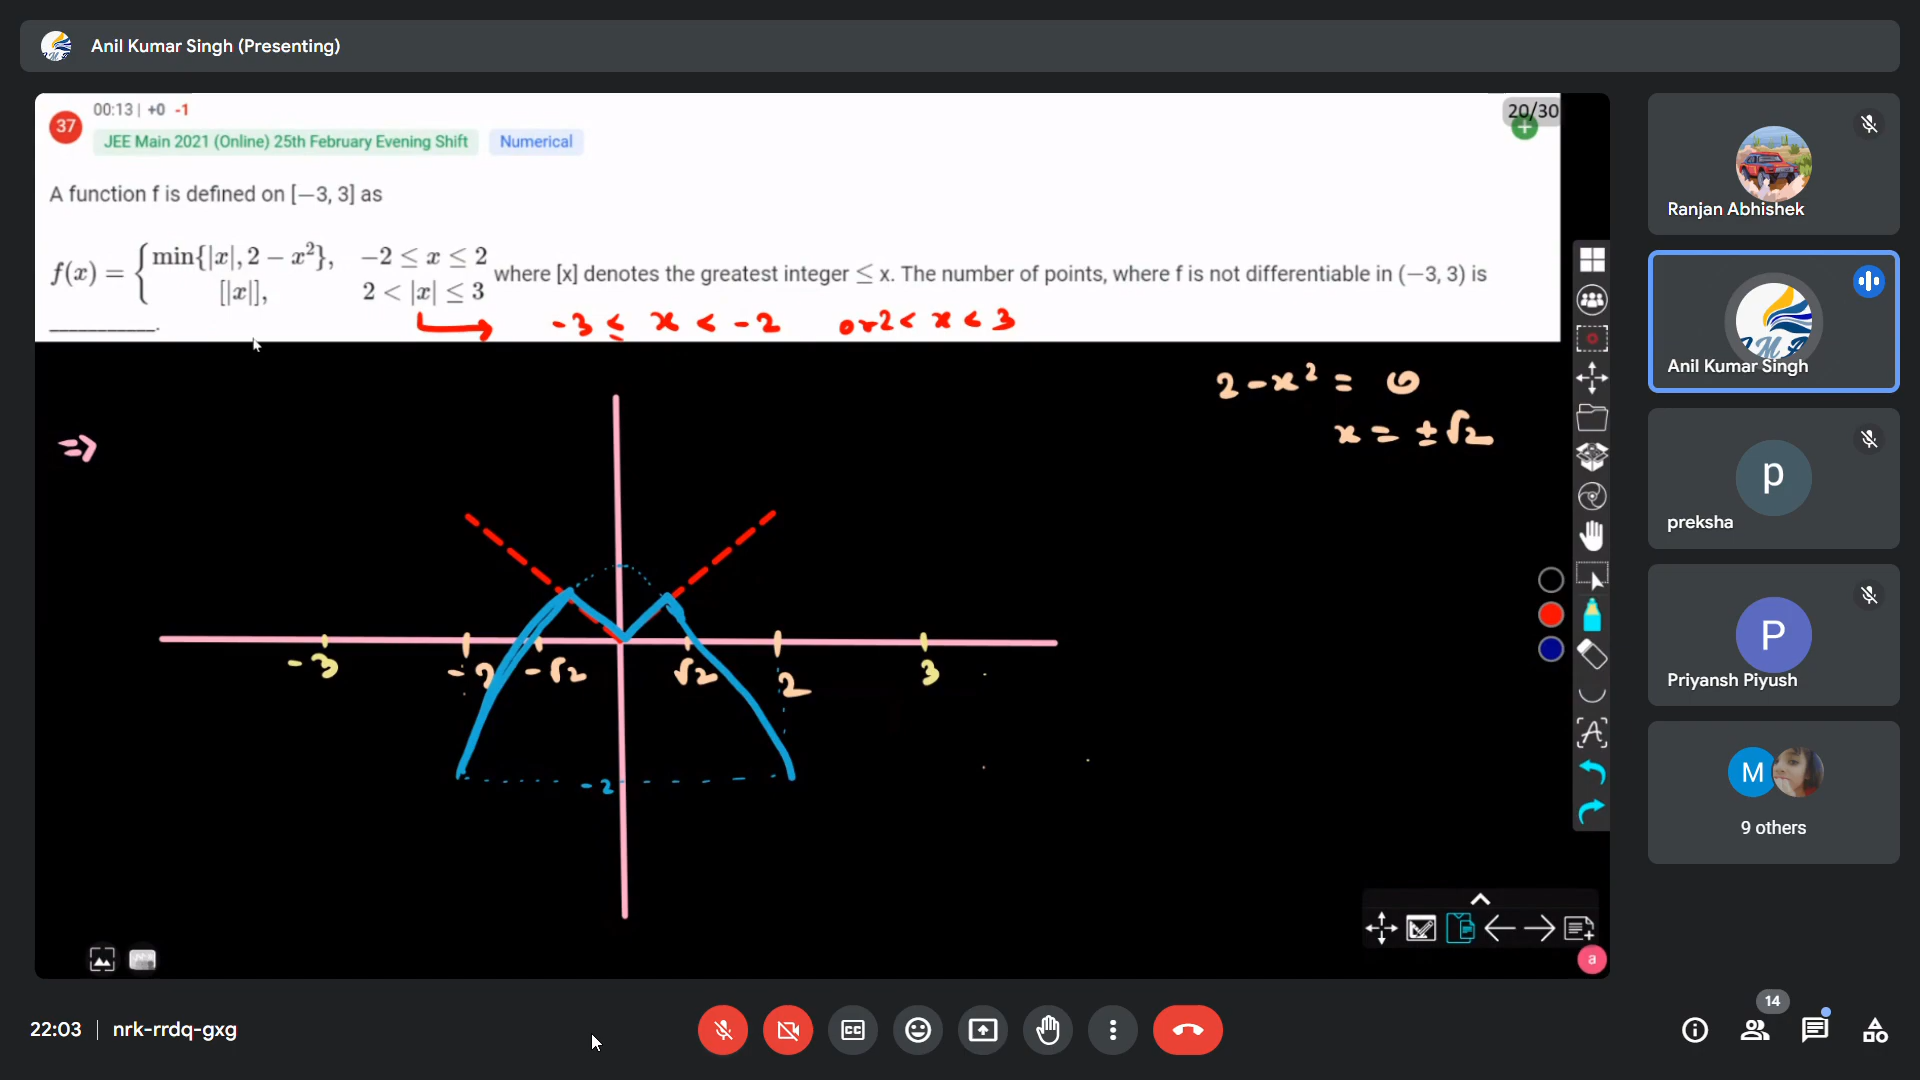 Anil Kumar Singh (Presenting)
37
00:13 | +0 -1
20/30
JEE Main 2021 (Online) 25th February Evening Shift
Numerical
A function f is defined on [−3, 3] as
f(x) = { min{|x|, 2 − x²}, −2 ≤ x ≤ 2
[|x|], 2 < |x| ≤ 3
where [x] denotes the greatest integer ≤ x. The number of points, where f is not differentiable in (−3, 3) is
___________.
-3 ≤ x < -2 or 2 < x < 3
2 - x² = 0
x = ± √2
=>
-3 -2 -√2 √2 2 3
-2
a
Ranjan Abhishek
Anil Kumar Singh
p
preksha
P
Priyansh Piyush
M
9 others
22:03 | nrk-rrdq-gxg
CC
14